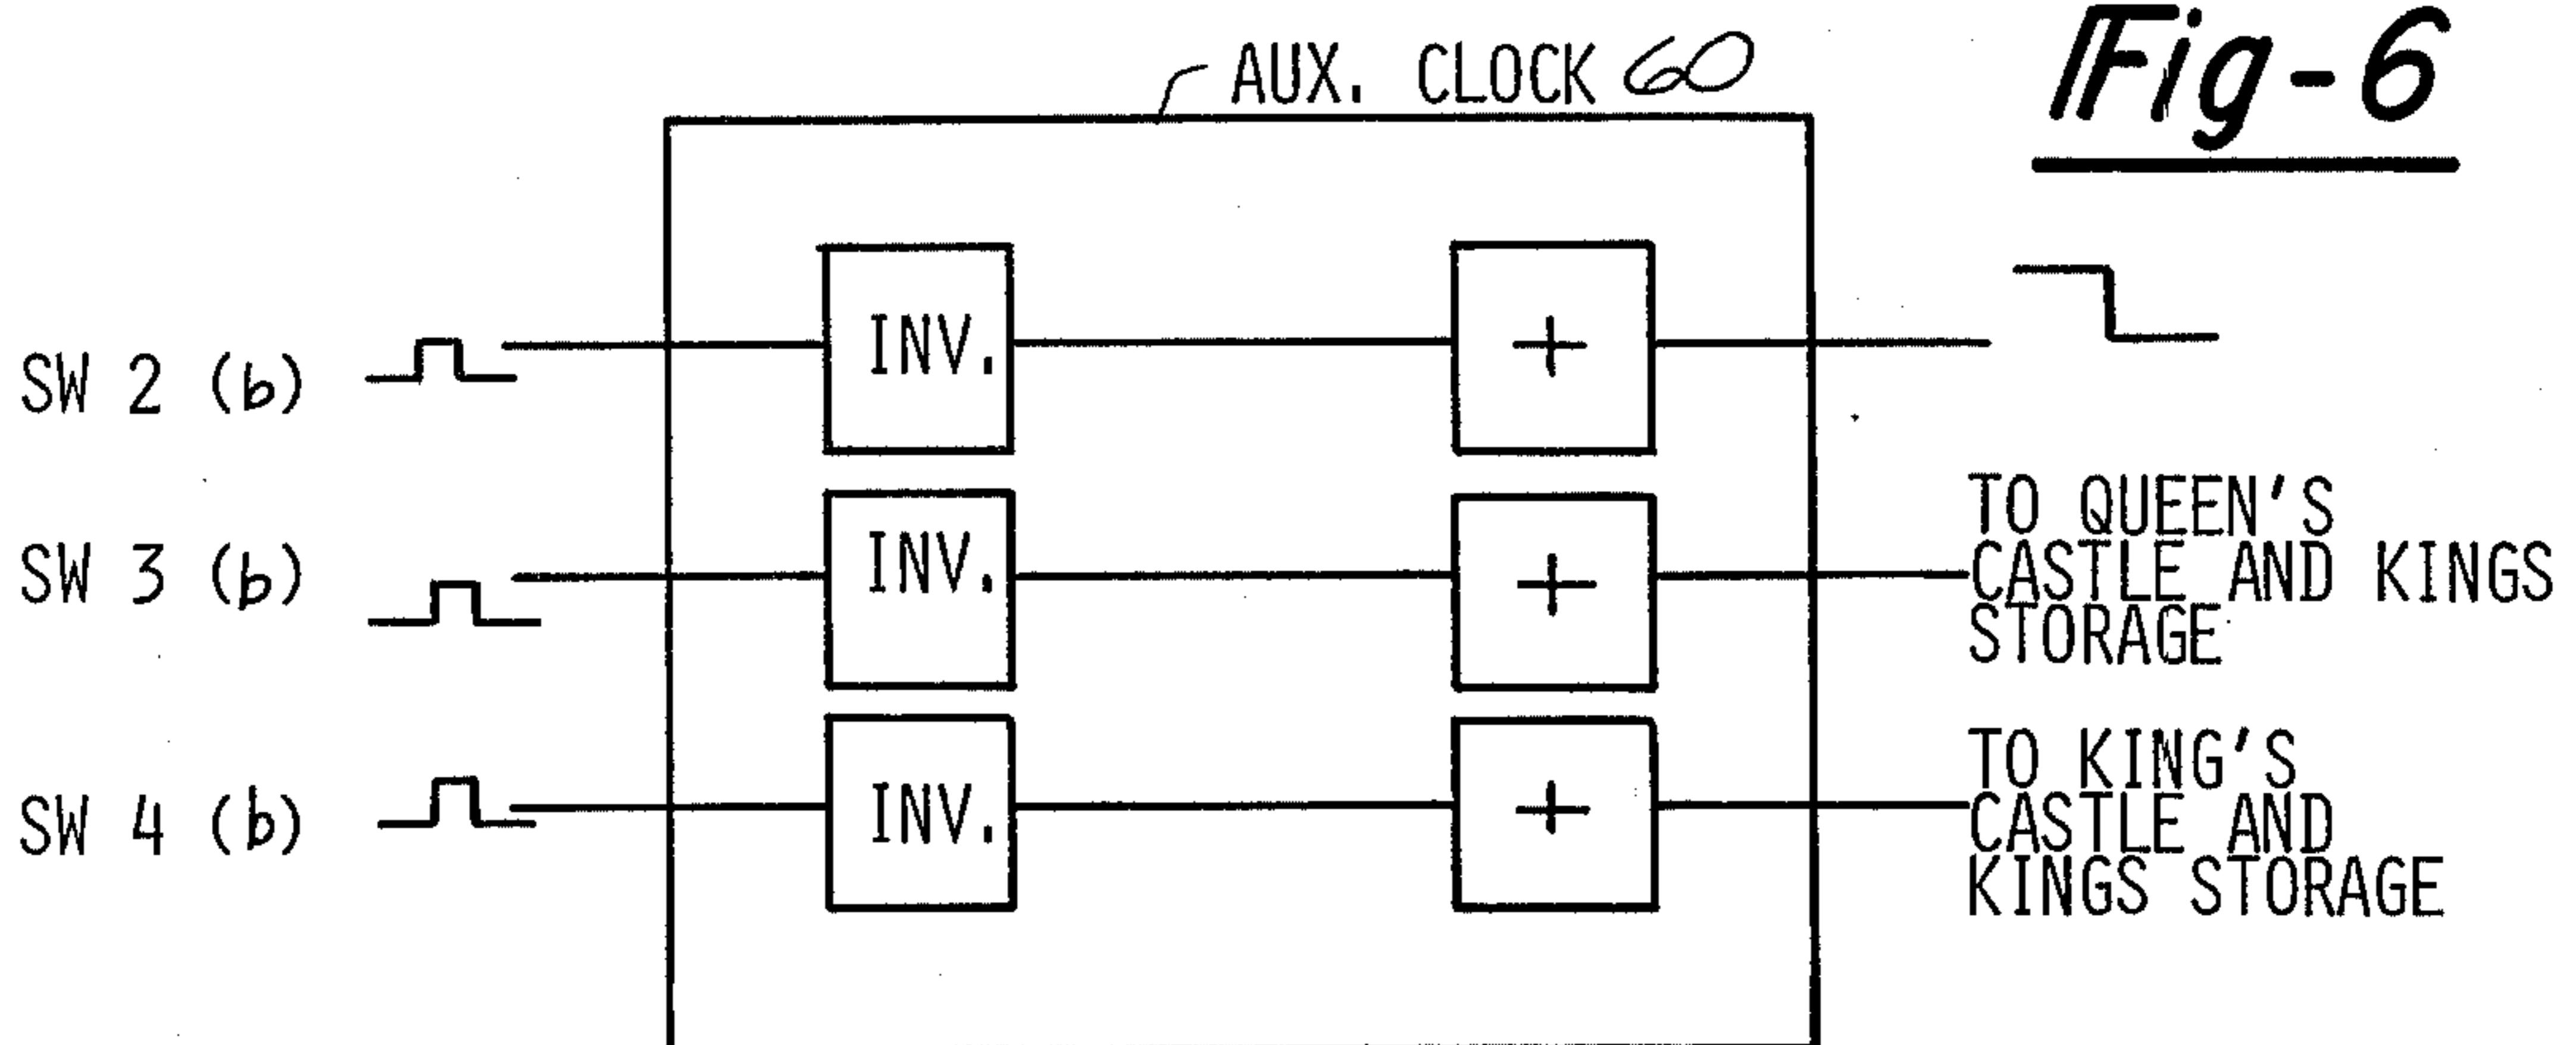 AUX. CLOCK 60
Fig-6
SW 2 (b)
INV.
+
SW 3 (b)
INV.
+
TO QUEEN'S
CASTLE AND KINGS
STORAGE
SW 4 (b)
INV.
+
TO KING'S
CASTLE AND
KINGS STORAGE